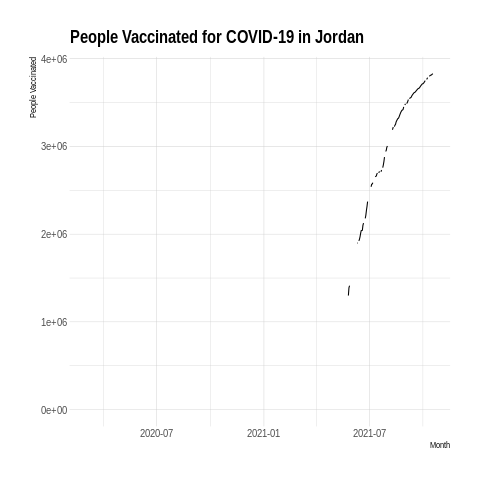 People Vaccinated for COVID-19 in Jordan
People Vaccinated
4e+06
3e+06
2e+06
1e+06
0e+00
2020-07 2021-01 2021-07
Month